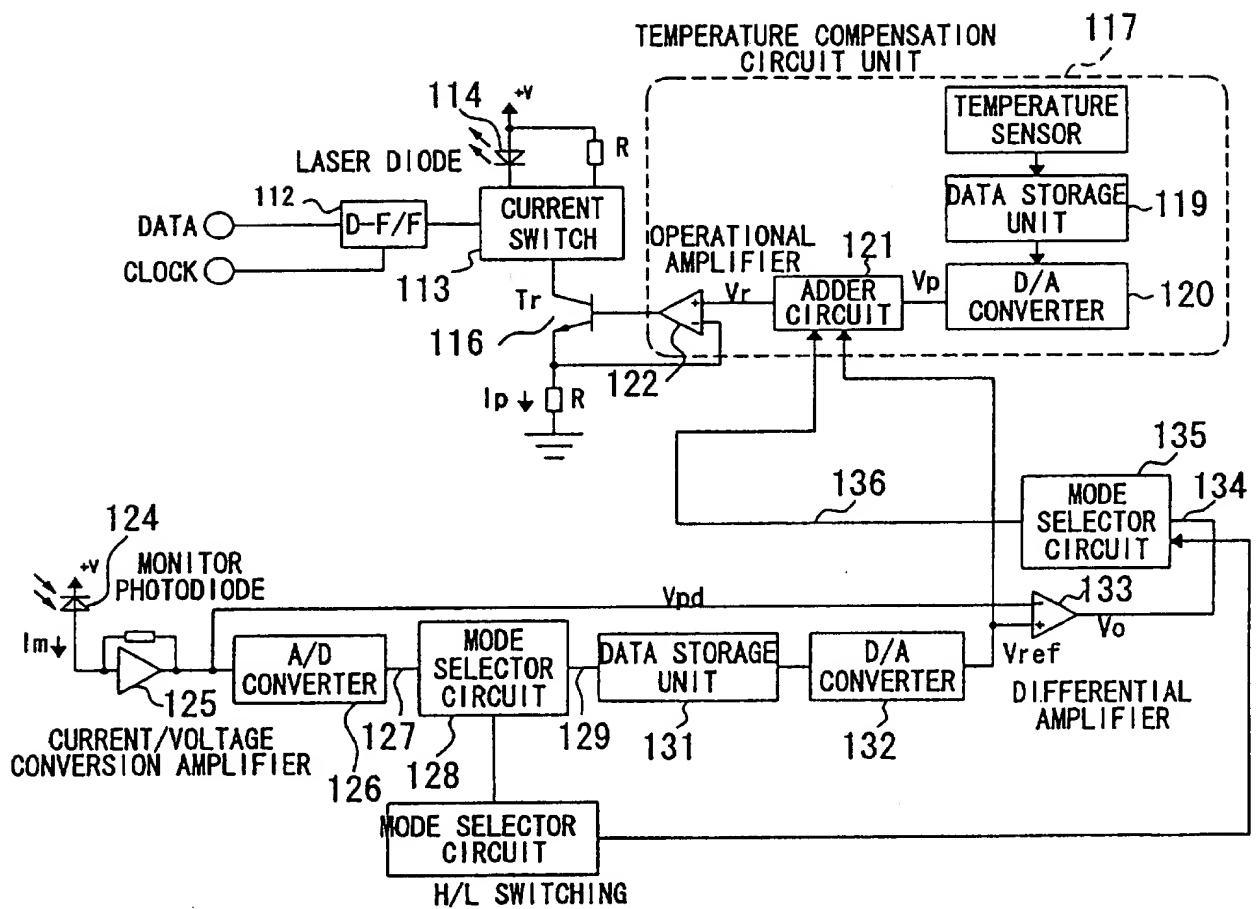 TEMPERATURE COMPENSATION
CIRCUIT UNIT
117
TEMPERATURE
SENSOR
114
+V
R
LASER DIODE
DATA STORAGE
UNIT
119
112
DATA
D-F/F
CURRENT
SWITCH
CLOCK
113
OPERATIONAL
AMPLIFIER
121
Vr
ADDER
CIRCUIT
Vp
D/A
CONVERTER
120
Tr
116
+
-
122
Ip
R
135
134
MODE
SELECTOR
CIRCUIT
136
124
+V
MONITOR
PHOTODIODE
Im
Vpd
-
+
133
Vo
Vref
125
A/D
CONVERTER
MODE
SELECTOR
CIRCUIT
DATA STORAGE
UNIT
D/A
CONVERTER
DIFFERENTIAL
AMPLIFIER
CURRENT/VOLTAGE
CONVERSION AMPLIFIER
126
127
128
129
131
132
MODE SELECTOR
CIRCUIT
H/L SWITCHING